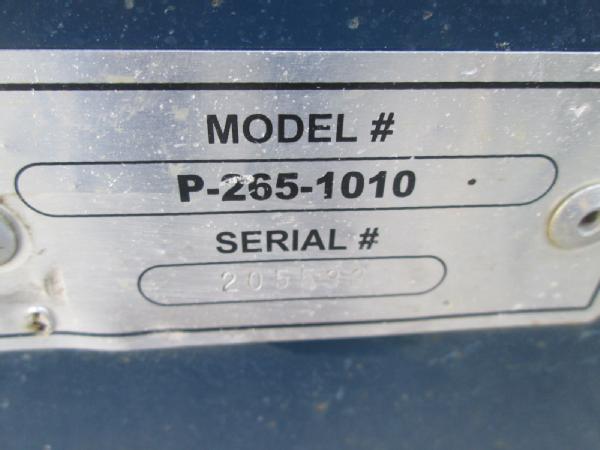 MODEL #
P-265-1010
SERIAL #